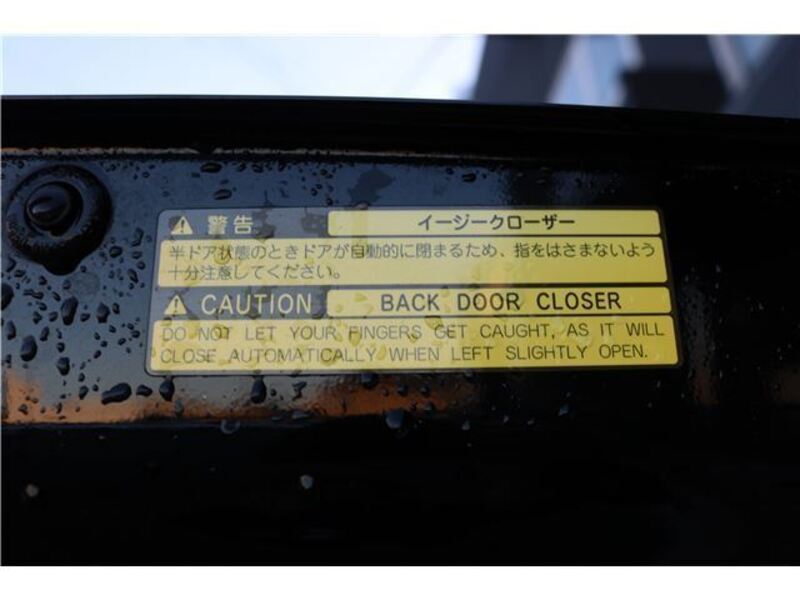 警告 イージークローザー
半ドア状態のときドアが自動的に閉まるため、指をはさまないよう
十分注意してください。
CAUTION BACK DOOR CLOSER
DO NOT LET YOUR FINGERS GET CAUGHT, AS IT WILL
CLOSE AUTOMATICALLY WHEN LEFT SLIGHTLY OPEN.